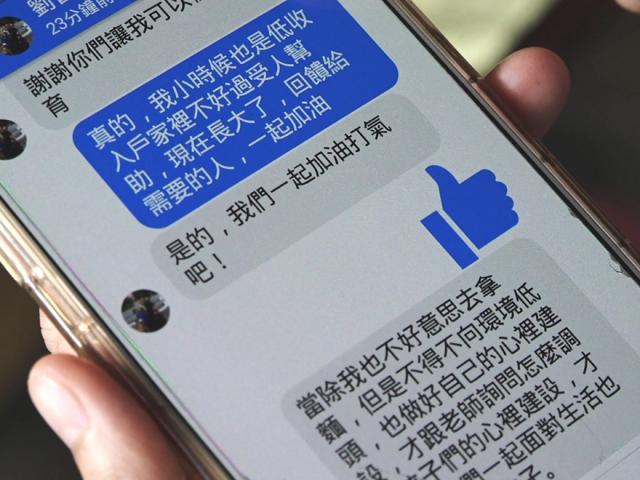 23分鐘前
謝謝你們讓我可以
育
真的，我小時候也是低收
入戶家裡不好過受人幫
助，現在長大了，回饋給
需要的人，一起加油
是的，我們一起加油打氣
吧！
當除我也不好意思去拿
麵，但是不得不向環境低
頭，也做好自己的心裡建
設，才跟老師詢問怎麼調
子們的心裡建設，才
們一起面對生活也
子。